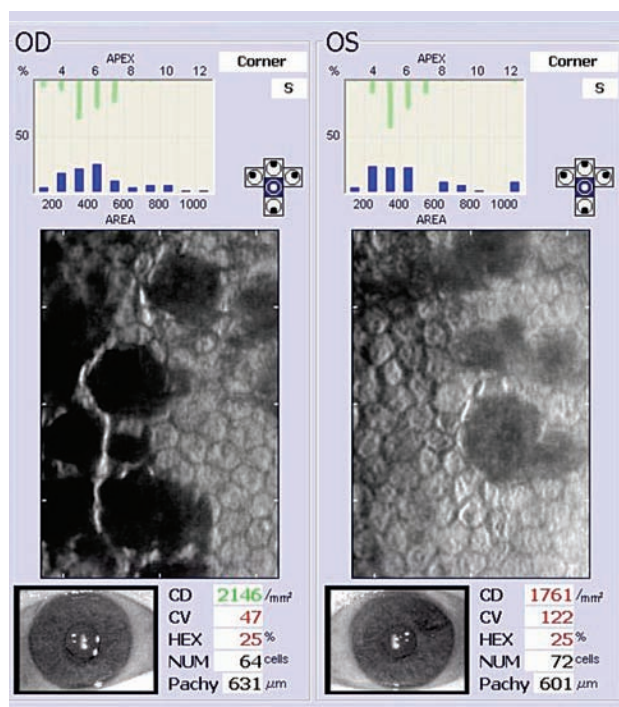 OD
APEX
% 4 6 8 10 12
Corner
S
50
200 400 600 800 1000
AREA
CD 2146 /mm²
CV 47
HEX 25 %
NUM 64 cells
Pachy 631 μm
OS
APEX
% 4 6 8 10 12
Corner
S
50
200 400 600 800 1000
AREA
CD 1761 /mm²
CV 122
HEX 25 %
NUM 72 cells
Pachy 601 μm